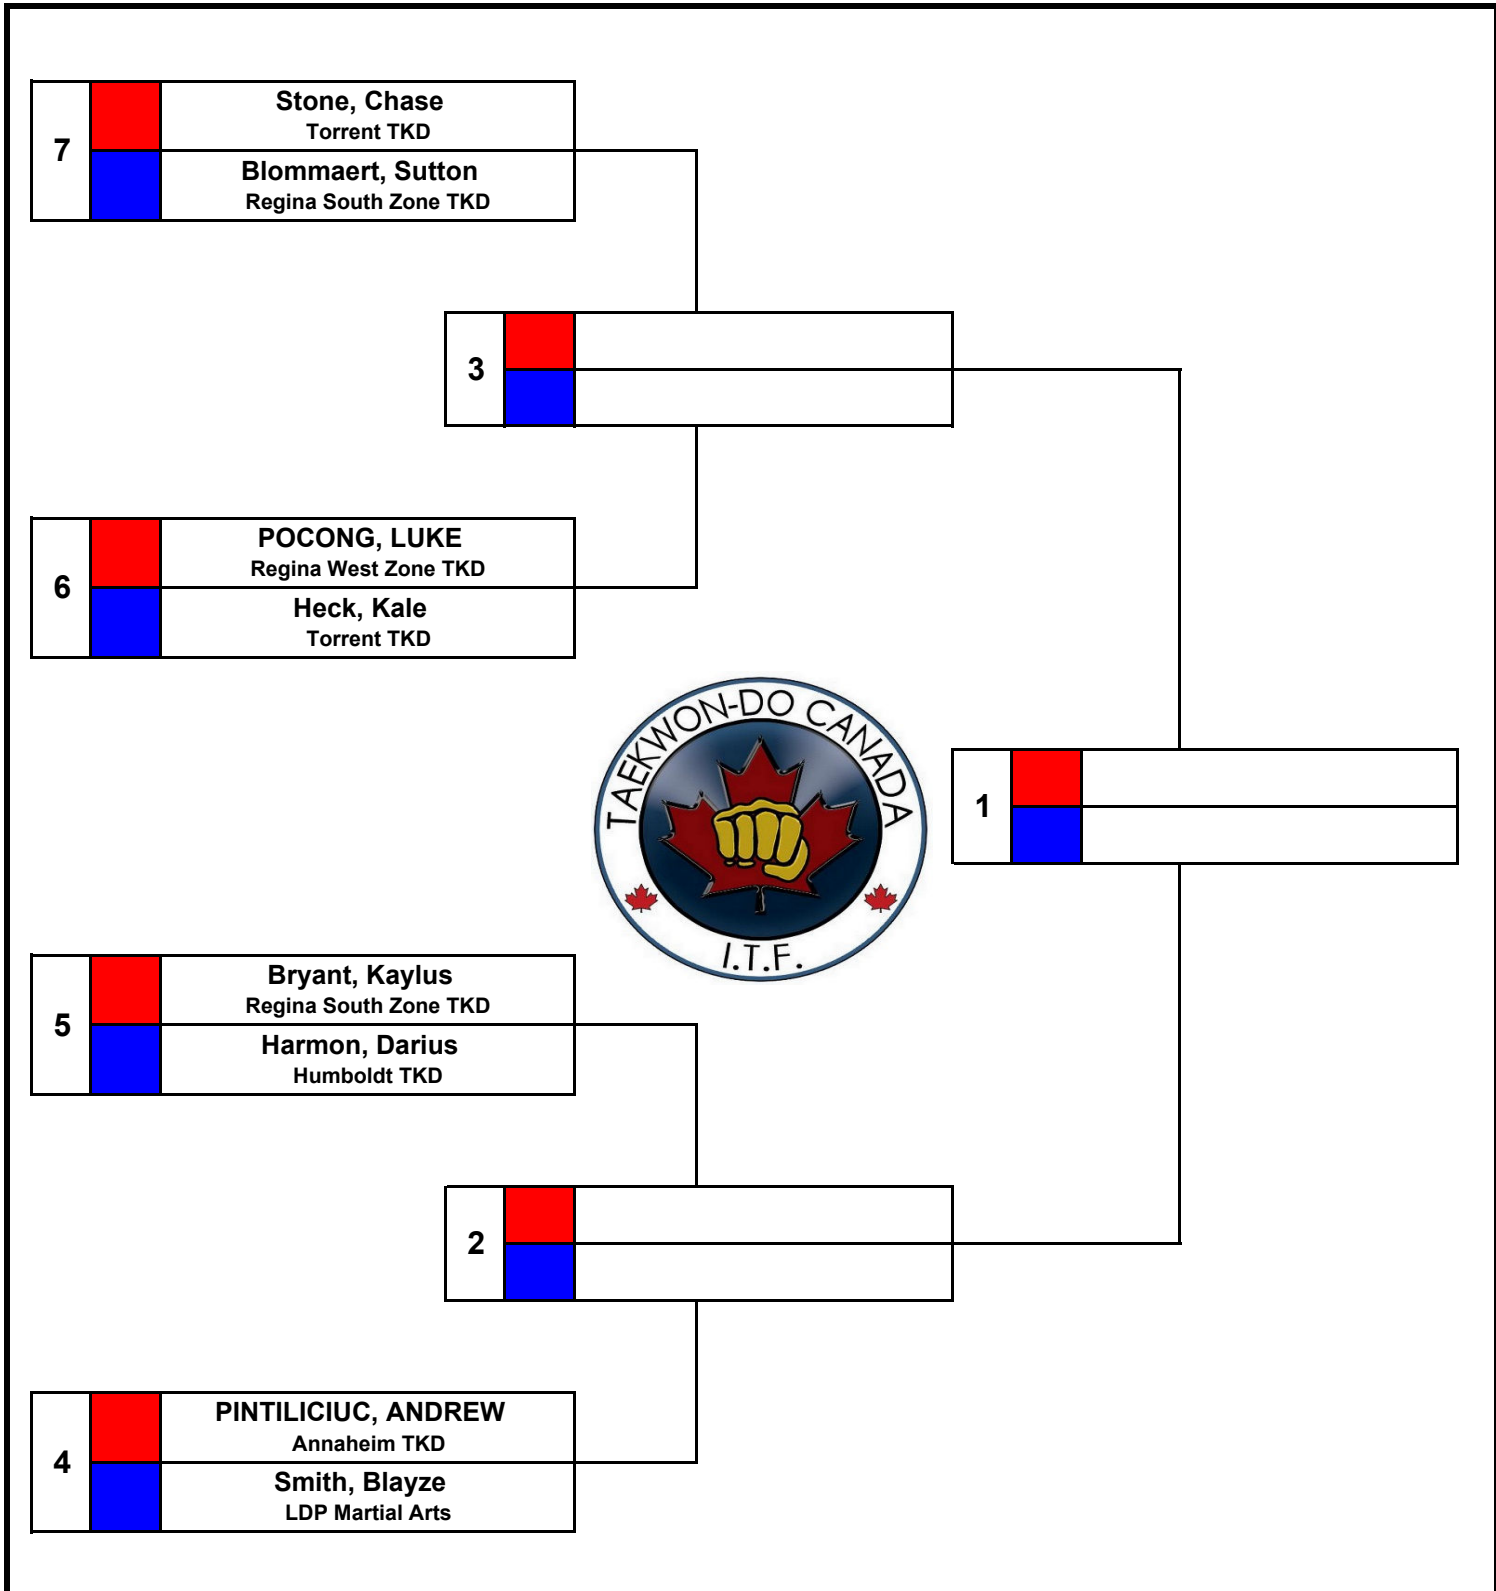 7
Stone, Chase
Torrent TKD
Blommaert, Sutton
Regina South Zone TKD
3
6
POCONG, LUKE
Regina West Zone TKD
Heck, Kale
Torrent TKD
TAEKWON-DO CANADA
I.T.F.
1
5
Bryant, Kaylus
Regina South Zone TKD
Harmon, Darius
Humboldt TKD
2
4
PINTILICIUC, ANDREW
Annaheim TKD
Smith, Blayze
LDP Martial Arts